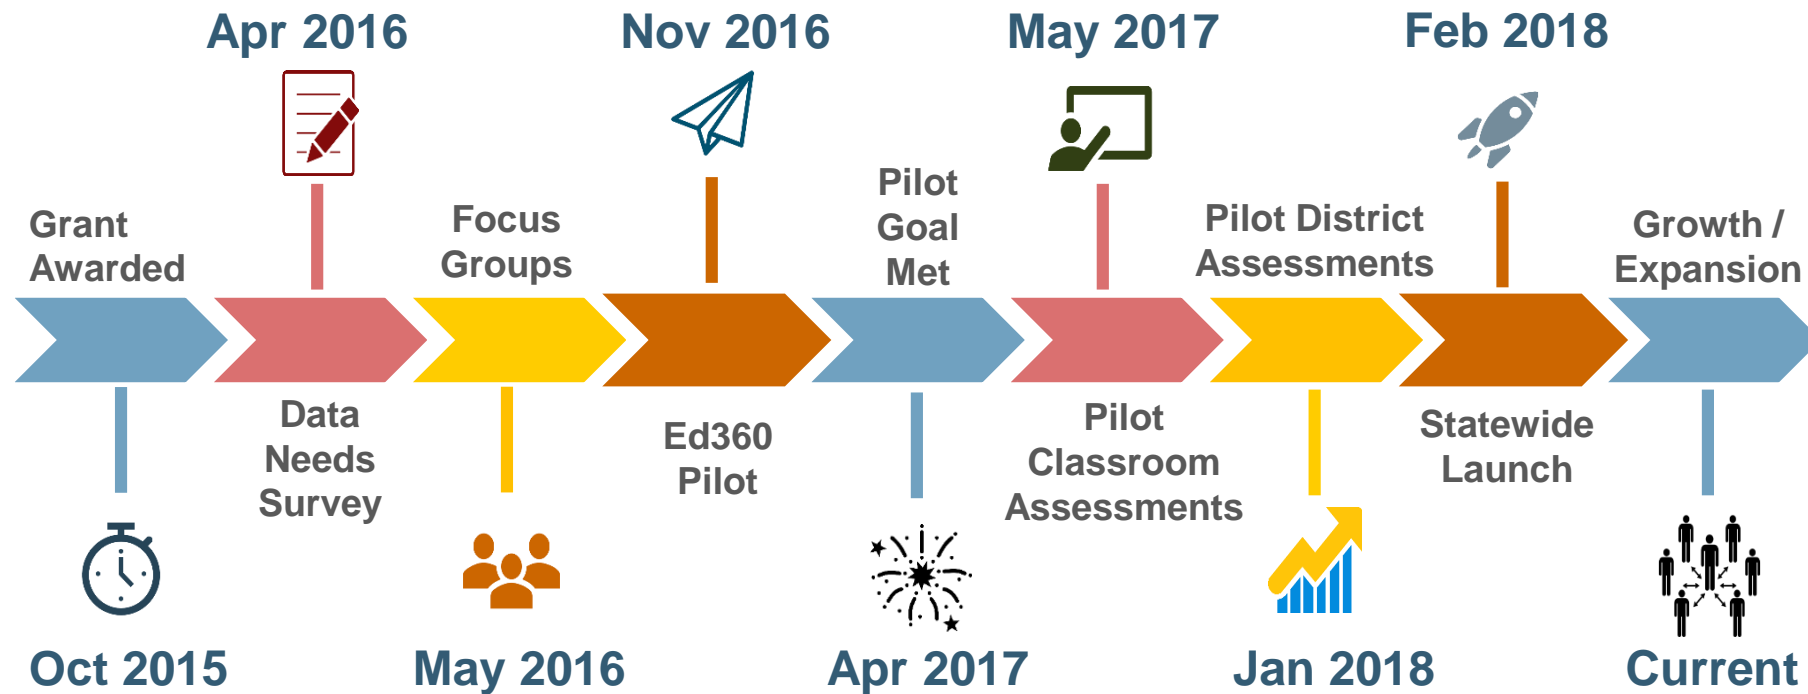 Apr 2016
Nov 2016
May 2017
Feb 2018
Grant
Awarded
Focus
Groups
Pilot
Goal
Met
Pilot District
Assessments
Growth /
Expansion
Data
Needs
Survey
Ed360
Pilot
Pilot
Classroom
Assessments
Statewide
Launch
Oct 2015
May 2016
Apr 2017
Jan 2018
Current